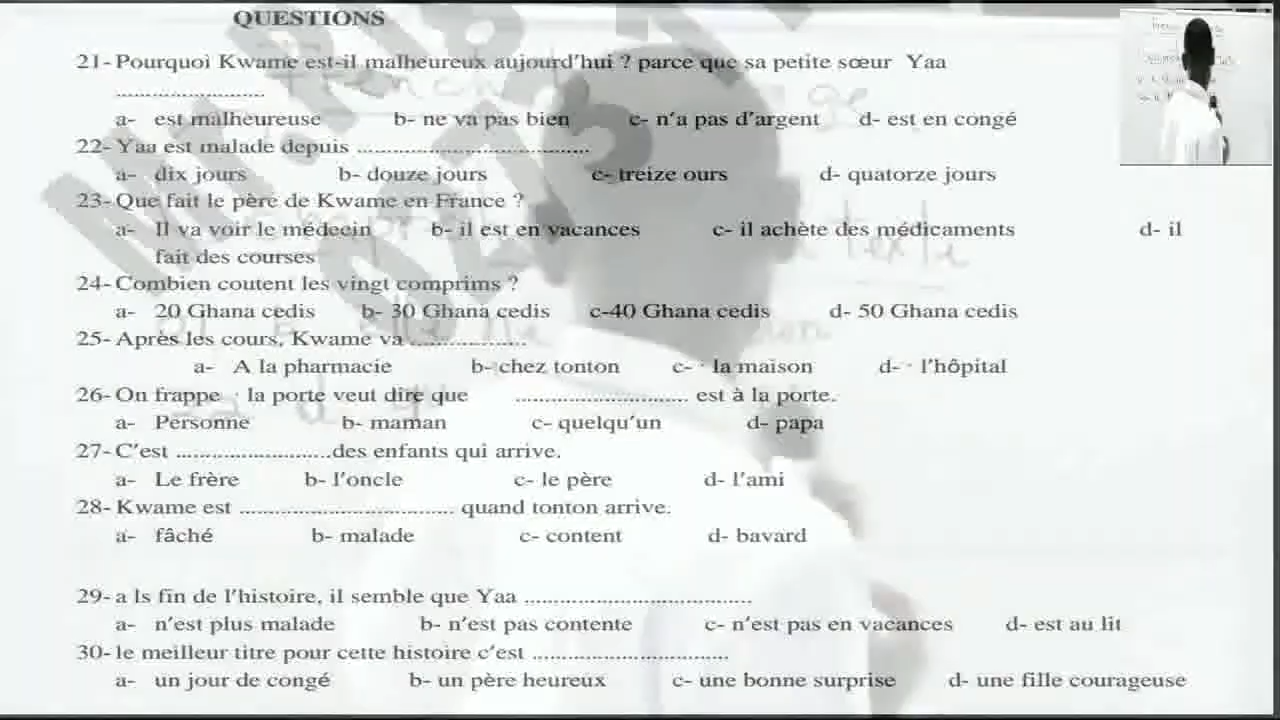 QUESTIONS
21- Pourquoi Kwame est-il malheureux aujourd'hui ? parce que sa petite sœur Yaa
............................
a- est malheureuse b- ne va pas bien c- n'a pas d'argent d- est en congé
22- Yaa est malade depuis ............................................
a- dix jours b- douze jours c- treize ours d- quatorze jours
23- Que fait le père de Kwame en France ?
a- Il va voir le médecin b- il est en vacances c- il achète des médicaments d- il
fait des courses
24- Combien coutent les vingt comprims ?
a- 20 Ghana cedis b- 30 Ghana cedis c-40 Ghana cedis d- 50 Ghana cedis
25- Après les cours, Kwame va ......................
a- A la pharmacie b- chez tonton c- la maison d- l'hôpital
26- On frappe la porte veut dire que ................................ est à la porte.
a- Personne b- maman c- quelqu'un d- papa
27- C'est .............................des enfants qui arrive.
a- Le frère b- l'oncle c- le père d- l'ami
28- Kwame est ........................................ quand tonton arrive.
a- fâché b- malade c- content d- bavard
29- a ls fin de l'histoire, il semble que Yaa ..........................................
a- n'est plus malade b- n'est pas contente c- n'est pas en vacances d- est au lit
30- le meilleur titre pour cette histoire c'est .....................................
a- un jour de congé b- un père heureux c- une bonne surprise d- une fille courageuse